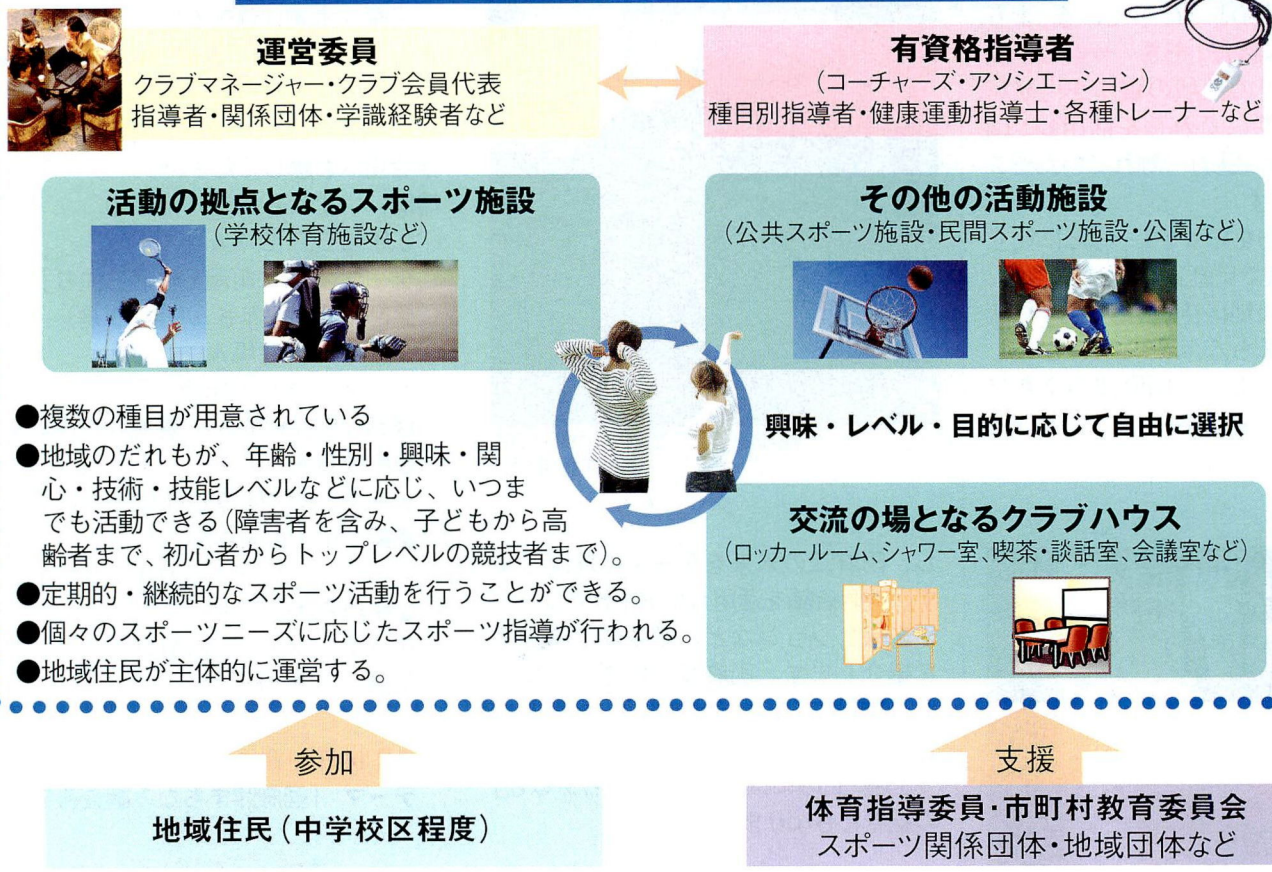 運営委員
クラブマネージャー・クラブ会員代表
指導者・関係団体・学識経験者など
有資格指導者
（コーチャーズ・アソシエーション）
種目別指導者・健康運動指導士・各種トレーナーなど
活動の拠点となるスポーツ施設
（学校体育施設など）
その他の活動施設
（公共スポーツ施設・民間スポーツ施設・公園など）
●複数の種目が用意されている
●地域のだれもが、年齢・性別・興味・関
心・技術・技能レベルなどに応じ、いつま
でも活動できる（障害者を含み、子どもから高
齢者まで、初心者からトップレベルの競技者まで）。
●定期的・継続的なスポーツ活動を行うことができる。
●個々のスポーツニーズに応じたスポーツ指導が行われる。
●地域住民が主体的に運営する。
興味・レベル・目的に応じて自由に選択
交流の場となるクラブハウス
（ロッカールーム、シャワー室、喫茶・談話室、会議室など）
参加
支援
地域住民（中学校区程度）
体育指導委員・市町村教育委員会
スポーツ関係団体・地域団体など